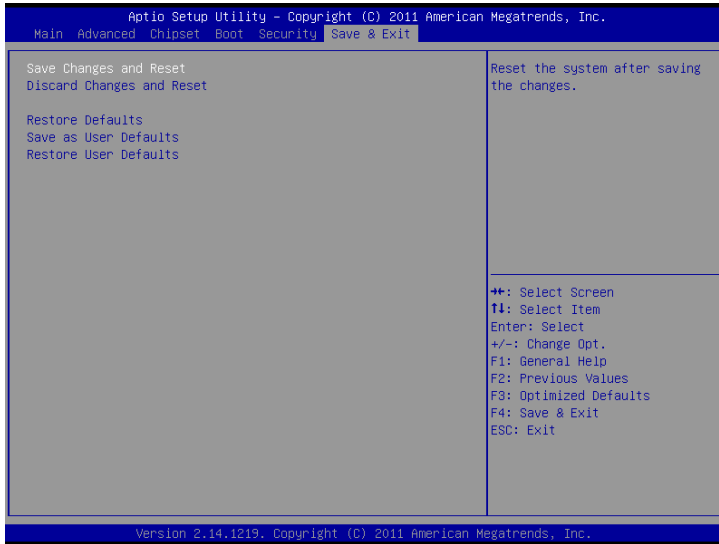 Aptio Setup Utility – Copyright (C) 2011 American Megatrends, Inc.
Main Advanced Chipset Boot Security Save & Exit
Save Changes and Reset
Discard Changes and Reset
Restore Defaults
Save as User Defaults
Restore User Defaults
Reset the system after saving
the changes.
→←: Select Screen
↑↓: Select Item
Enter: Select
+/-: Change Opt.
F1: General Help
F2: Previous Values
F3: Optimized Defaults
F4: Save & Exit
ESC: Exit
Version 2.14.1219. Copyright (C) 2011 American Megatrends, Inc.